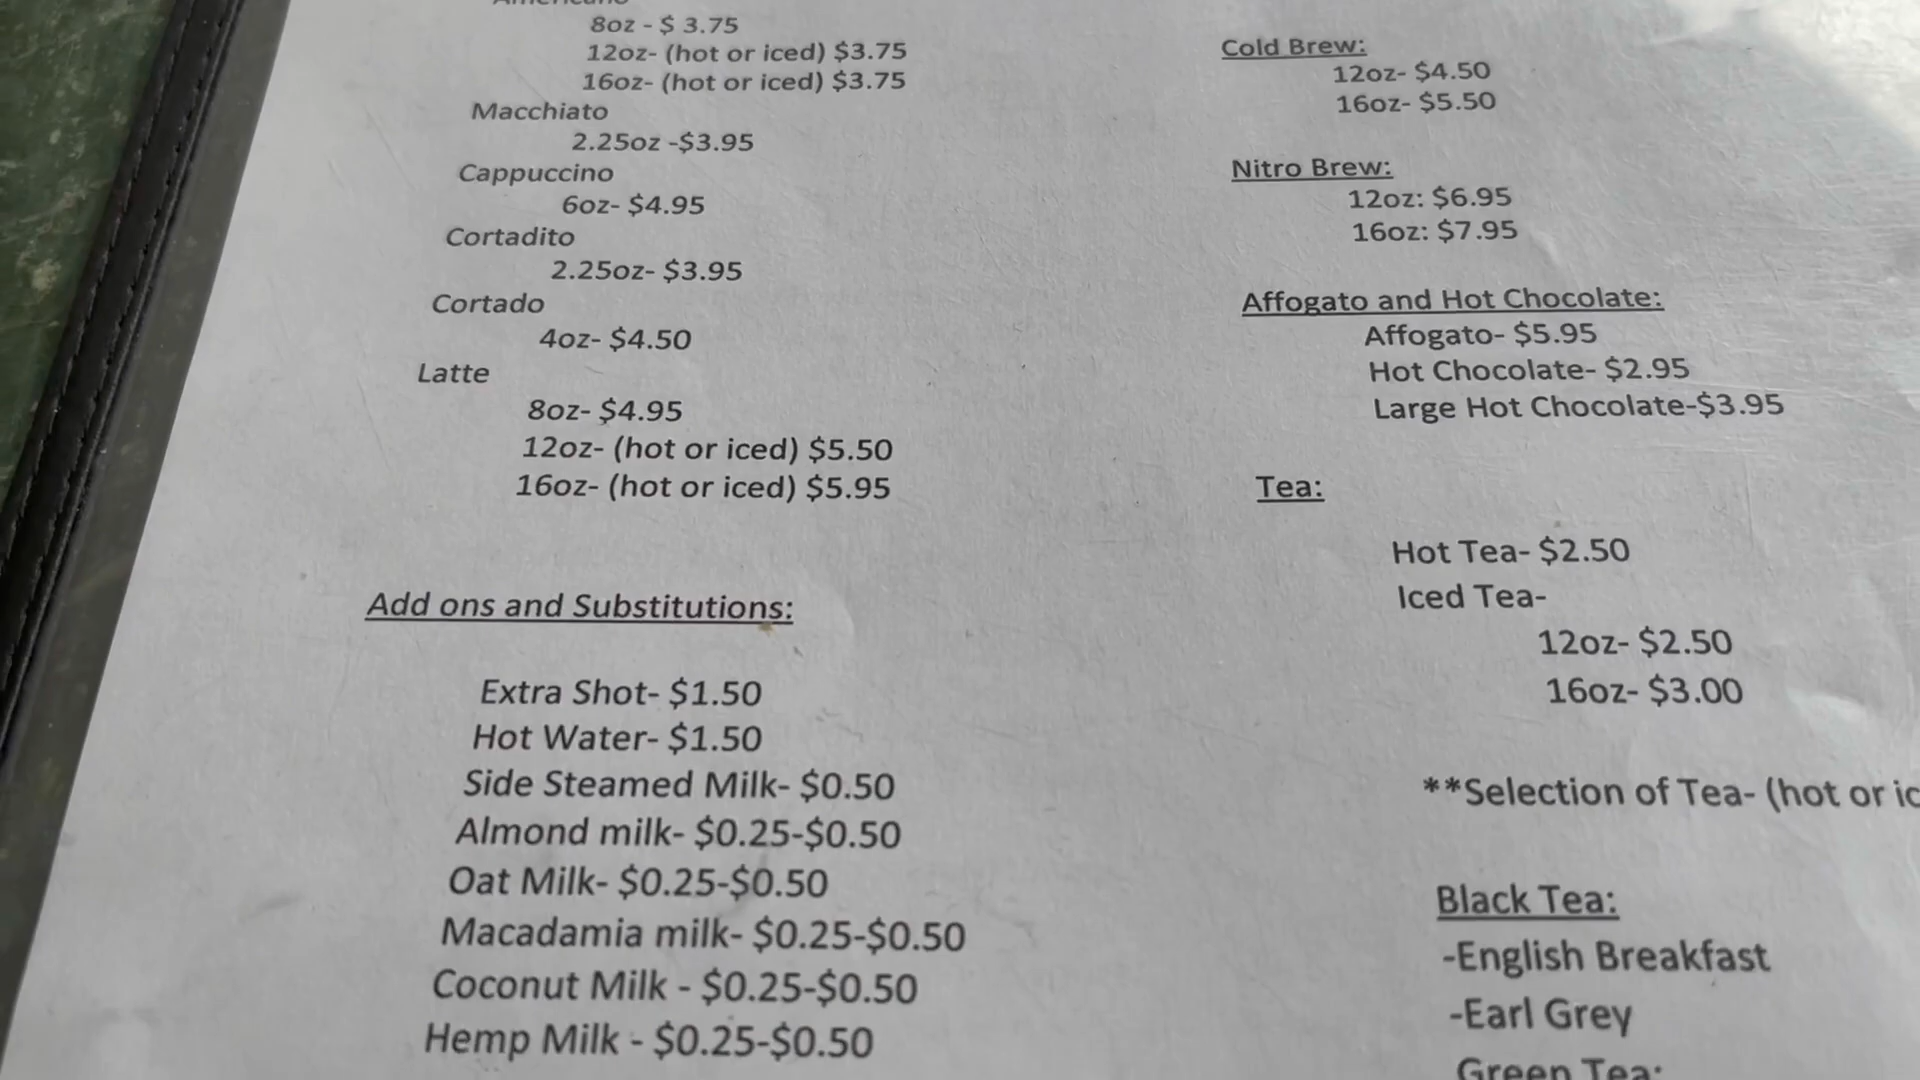 Americano
8oz - $ 3.75
12oz- (hot or iced) $3.75
16oz- (hot or iced) $3.75
Macchiato
2.25oz -$3.95
Cappuccino
6oz- $4.95
Cortadito
2.25oz- $3.95
Cortado
4oz- $4.50
Latte
8oz- $4.95
12oz- (hot or iced) $5.50
16oz- (hot or iced) $5.95
Add ons and Substitutions:
Extra Shot- $1.50
Hot Water- $1.50
Side Steamed Milk- $0.50
Almond milk- $0.25-$0.50
Oat Milk- $0.25-$0.50
Macadamia milk- $0.25-$0.50
Coconut Milk - $0.25-$0.50
Hemp Milk - $0.25-$0.50
Cold Brew:
12oz- $4.50
16oz- $5.50
Nitro Brew:
12oz: $6.95
16oz: $7.95
Affogato and Hot Chocolate:
Affogato- $5.95
Hot Chocolate- $2.95
Large Hot Chocolate-$3.95
Tea:
Hot Tea- $2.50
Iced Tea-
12oz- $2.50
16oz- $3.00
**Selection of Tea- (hot or ic
Black Tea:
-English Breakfast
-Earl Grey
Green Tea: